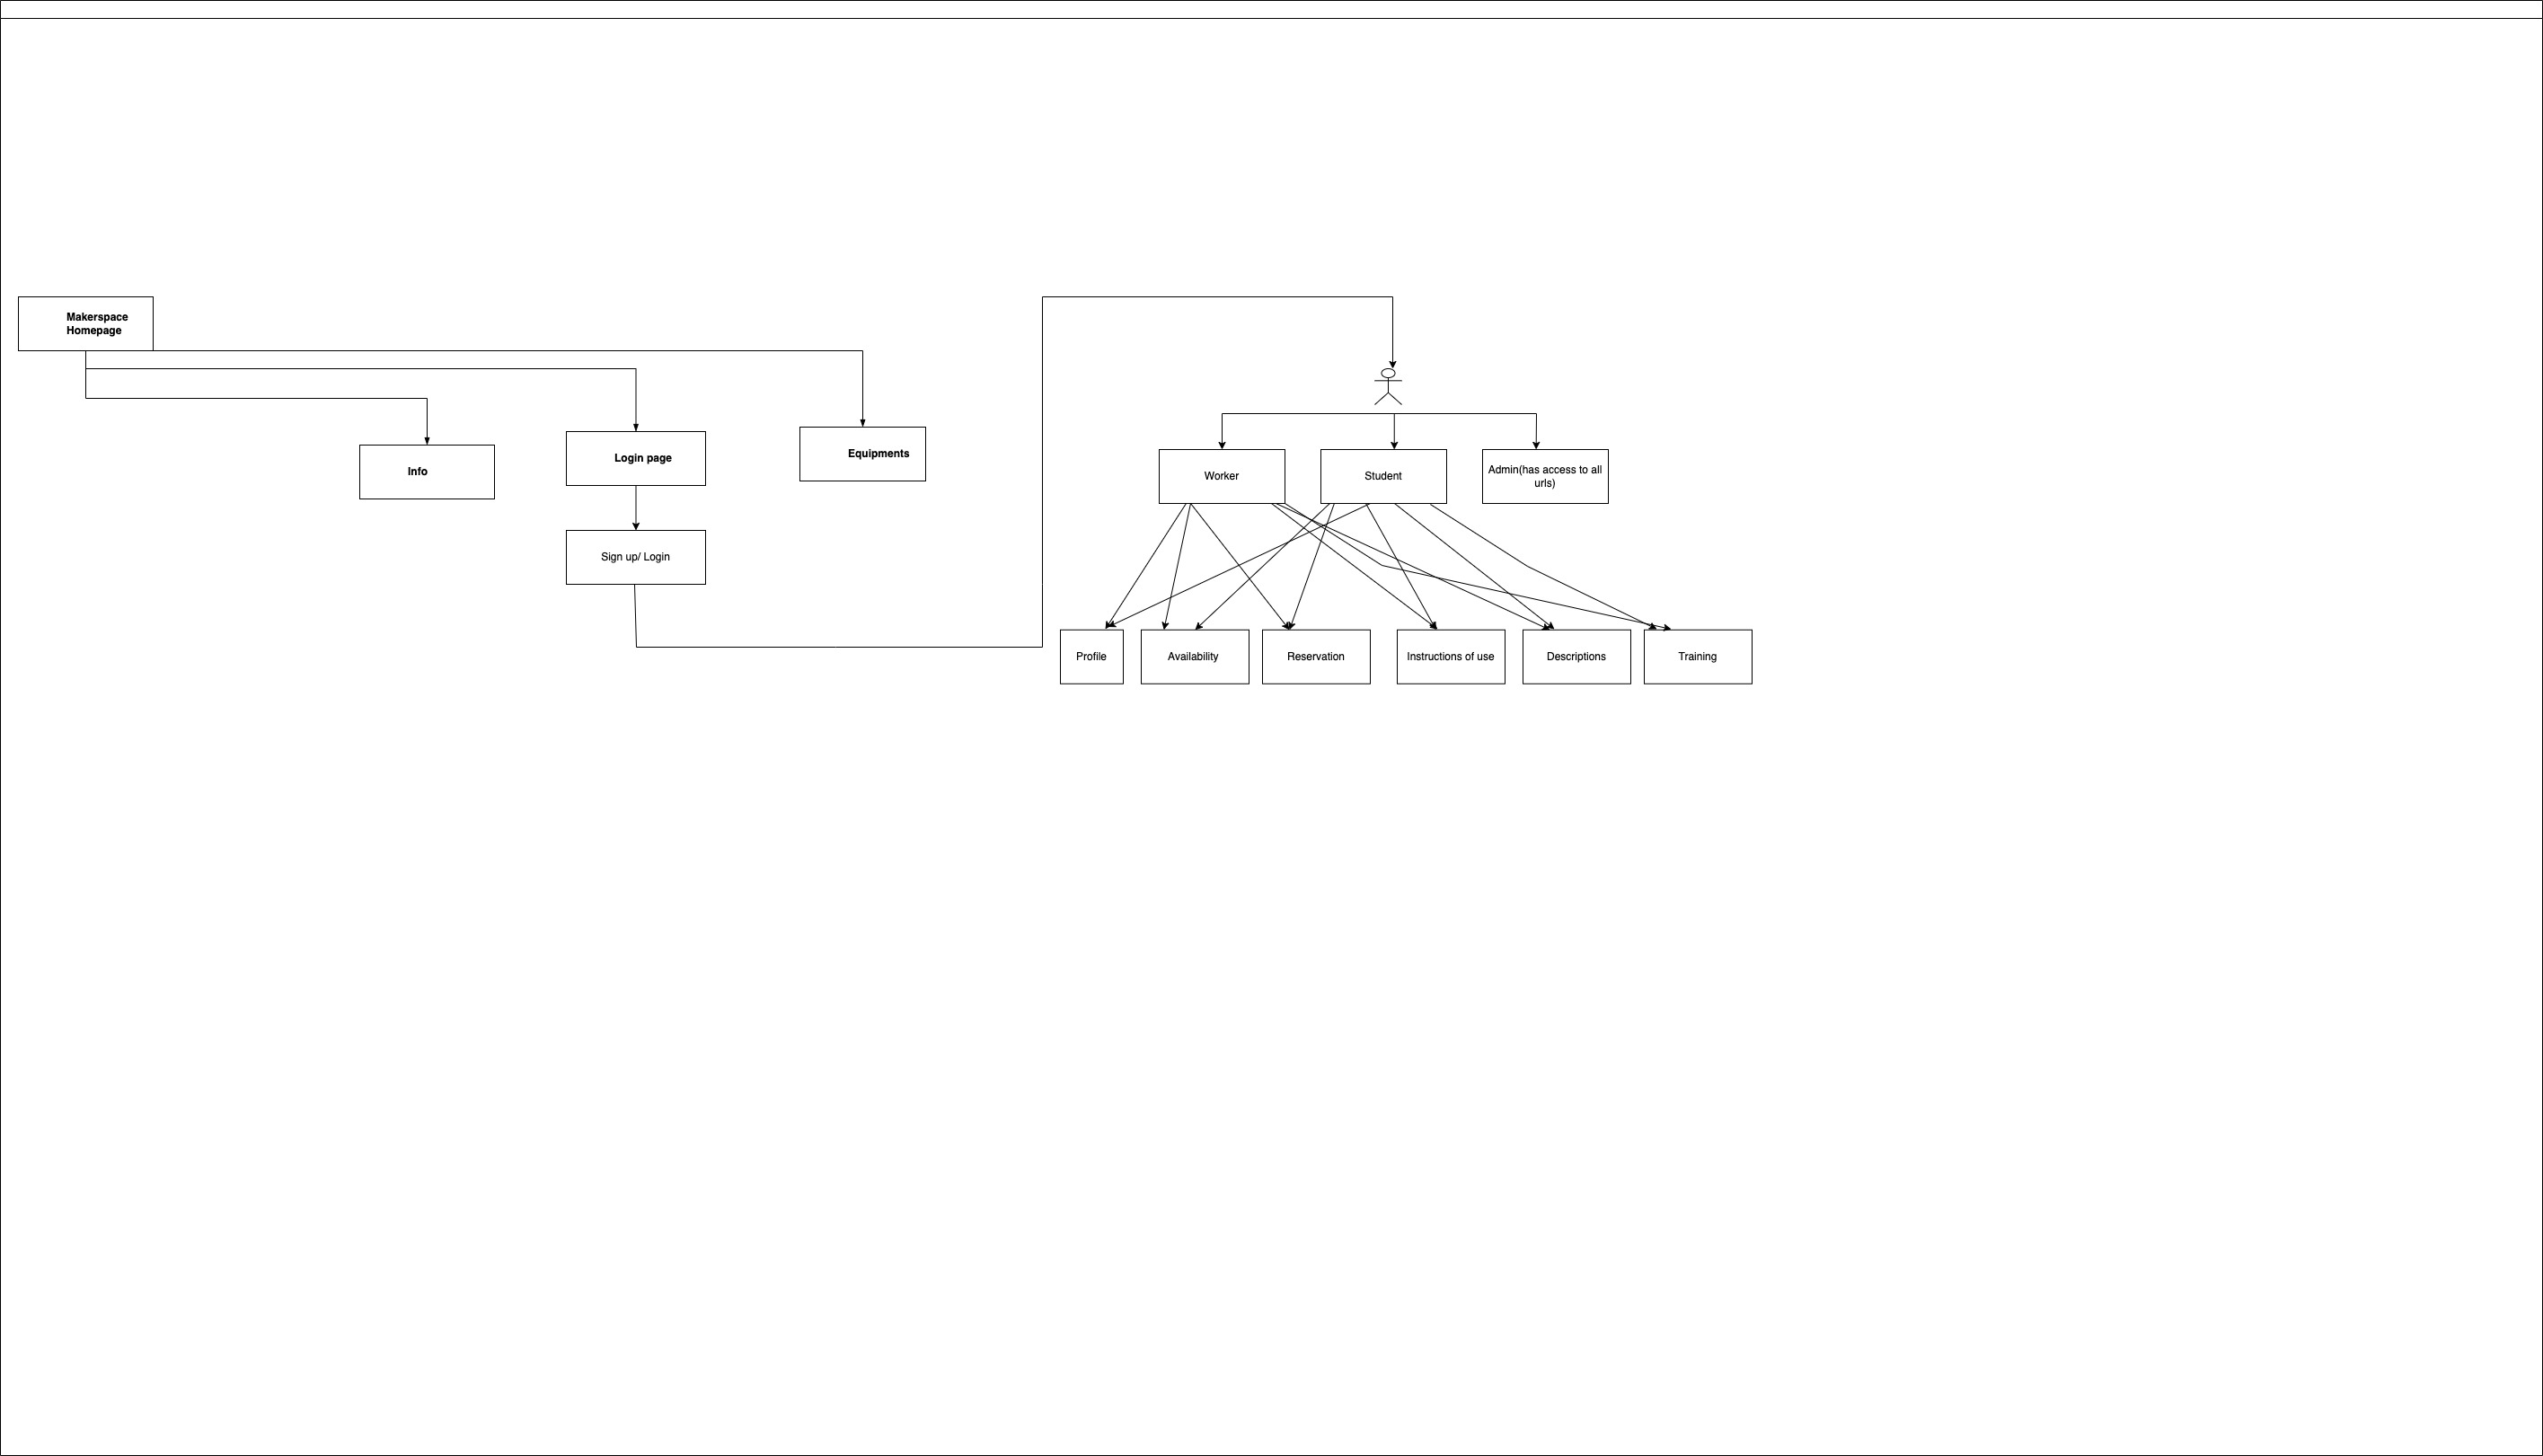 Makerspace
Homepage
Info
Login page
Equipments
Sign up/ Login
Worker
Student
Admin(has access to all
urls)
Profile
Availability
Reservation
Instructions of use
Descriptions
Training